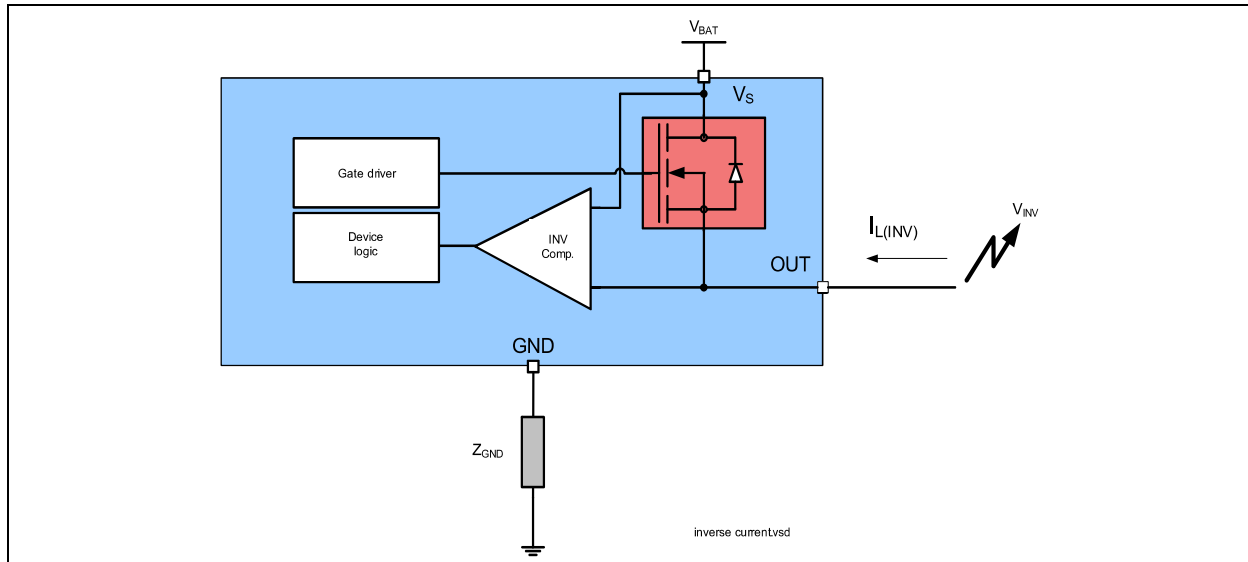 VBAT
VS
Gate driver
Device
logic
INV
Comp.
IL(INV)
VINV
OUT
GND
ZGND
inverse current.vsd